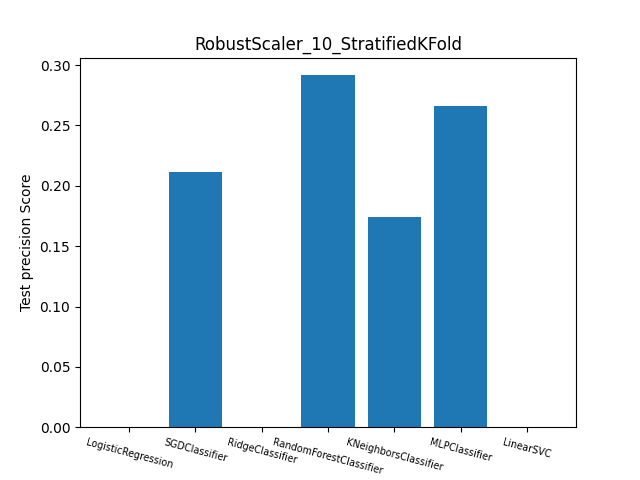 RobustScaler_10_StratifiedKFold
Test precision Score
0.30
0.25
0.20
0.15
0.10
0.05
0.00
LogisticRegression
SGDClassifier
RidgeClassifier
RandomForestClassifier
KNeighborsClassifier
MLPClassifier
LinearSVC